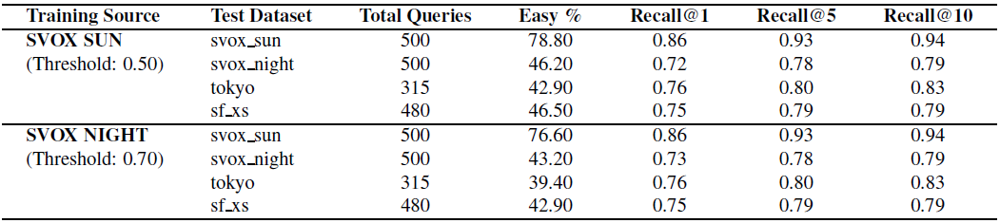 Training Source Test Dataset Total Queries Easy % Recall@1 Recall@5 Recall@10
SVOX SUN svox_sun 500 78.80 0.86 0.93 0.94
(Threshold: 0.50) svox_night 500 46.20 0.72 0.78 0.79
tokyo 315 42.90 0.76 0.80 0.83
sf_xs 480 46.50 0.75 0.79 0.79
SVOX NIGHT svox_sun 500 76.60 0.86 0.93 0.94
(Threshold: 0.70) svox_night 500 43.20 0.73 0.78 0.79
tokyo 315 39.40 0.76 0.80 0.83
sf_xs 480 42.90 0.75 0.79 0.79